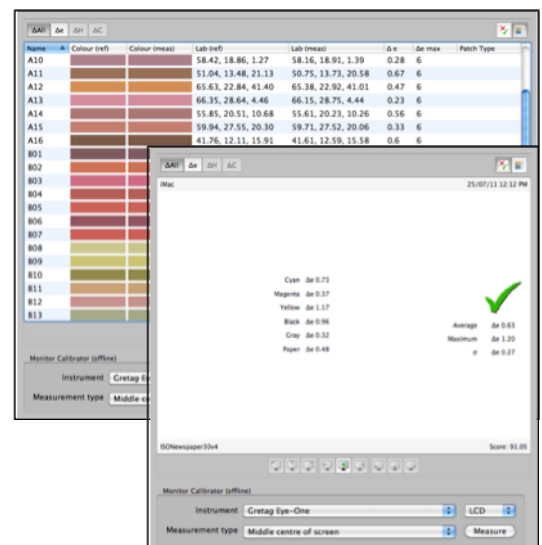 ΔAll Δe ΔH ΔC
Name Colour (ref) Colour (meas) Lab (ref) Lab (meas) Δ e Δe max Patch Type
A10 58.42, 18.86, 1.27 58.16, 18.91, 1.39 0.28 6
A11 51.04, 13.48, 21.13 50.75, 13.73, 20.58 0.67 6
A12 65.63, 22.84, 41.40 65.38, 22.92, 41.01 0.47 6
A13 66.35, 28.64, 4.46 66.15, 28.75, 4.44 0.23 6
A14 55.85, 20.51, 10.68 55.61, 20.23, 10.26 0.56 6
A15 59.94, 27.55, 20.30 59.71, 27.52, 20.06 0.33 6
A16 41.76, 12.11, 15.91 41.61, 12.59, 15.58 0.6 6
B01
B02
B03
B04
B05
B06
B07
B08
B09
B10
B11
B12
B13
Monitor Calibrator (offline)
Instrument Gretag
Measurement type Middle
ΔAll Δe ΔH ΔC
iMac 25/07/11 12:12 PM
Cyan Δe 0.73
Magenta Δe 0.37
Yellow Δe 1.17
Black Δe 0.96
Gray Δe 0.32
Paper Δe 0.48
Average Δe 0.63
Maximum Δe 1.20
σ Δe 0.27
ISONewspaper30v4 Score: 91.05
Monitor Calibrator (offline)
Instrument Gretag Eye-One LCD
Measurement type Middle centre of screen Measure